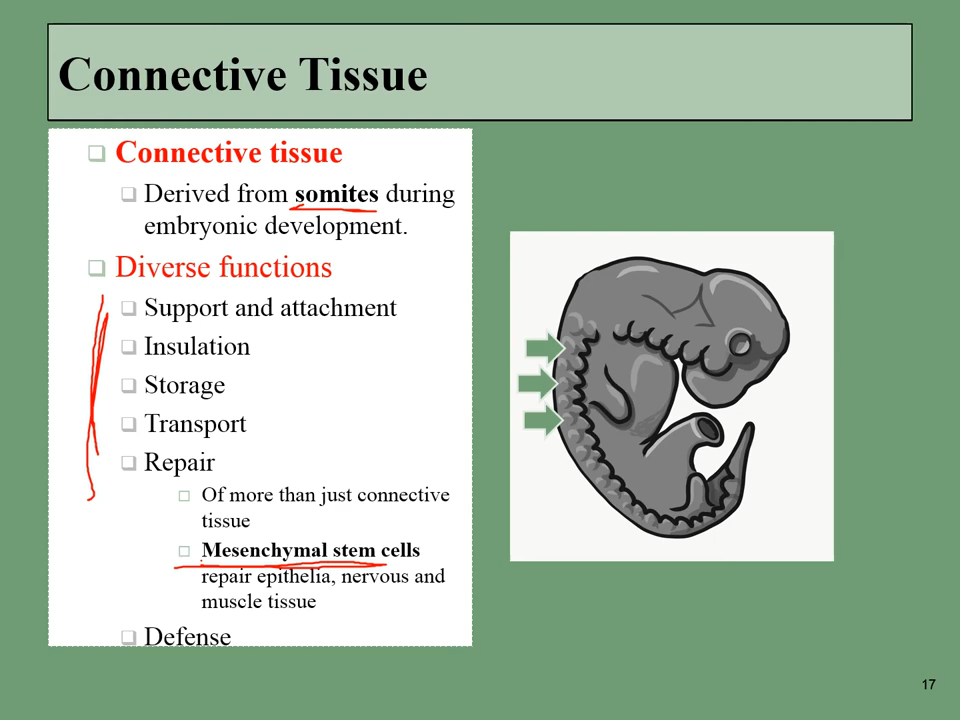 Connective Tissue
Connective tissue
Derived from somites during
embryonic development.
Diverse functions
Support and attachment
Insulation
Storage
Transport
Repair
Of more than just connective
tissue
Mesenchymal stem cells
repair epithelia, nervous and
muscle tissue
Defense
17